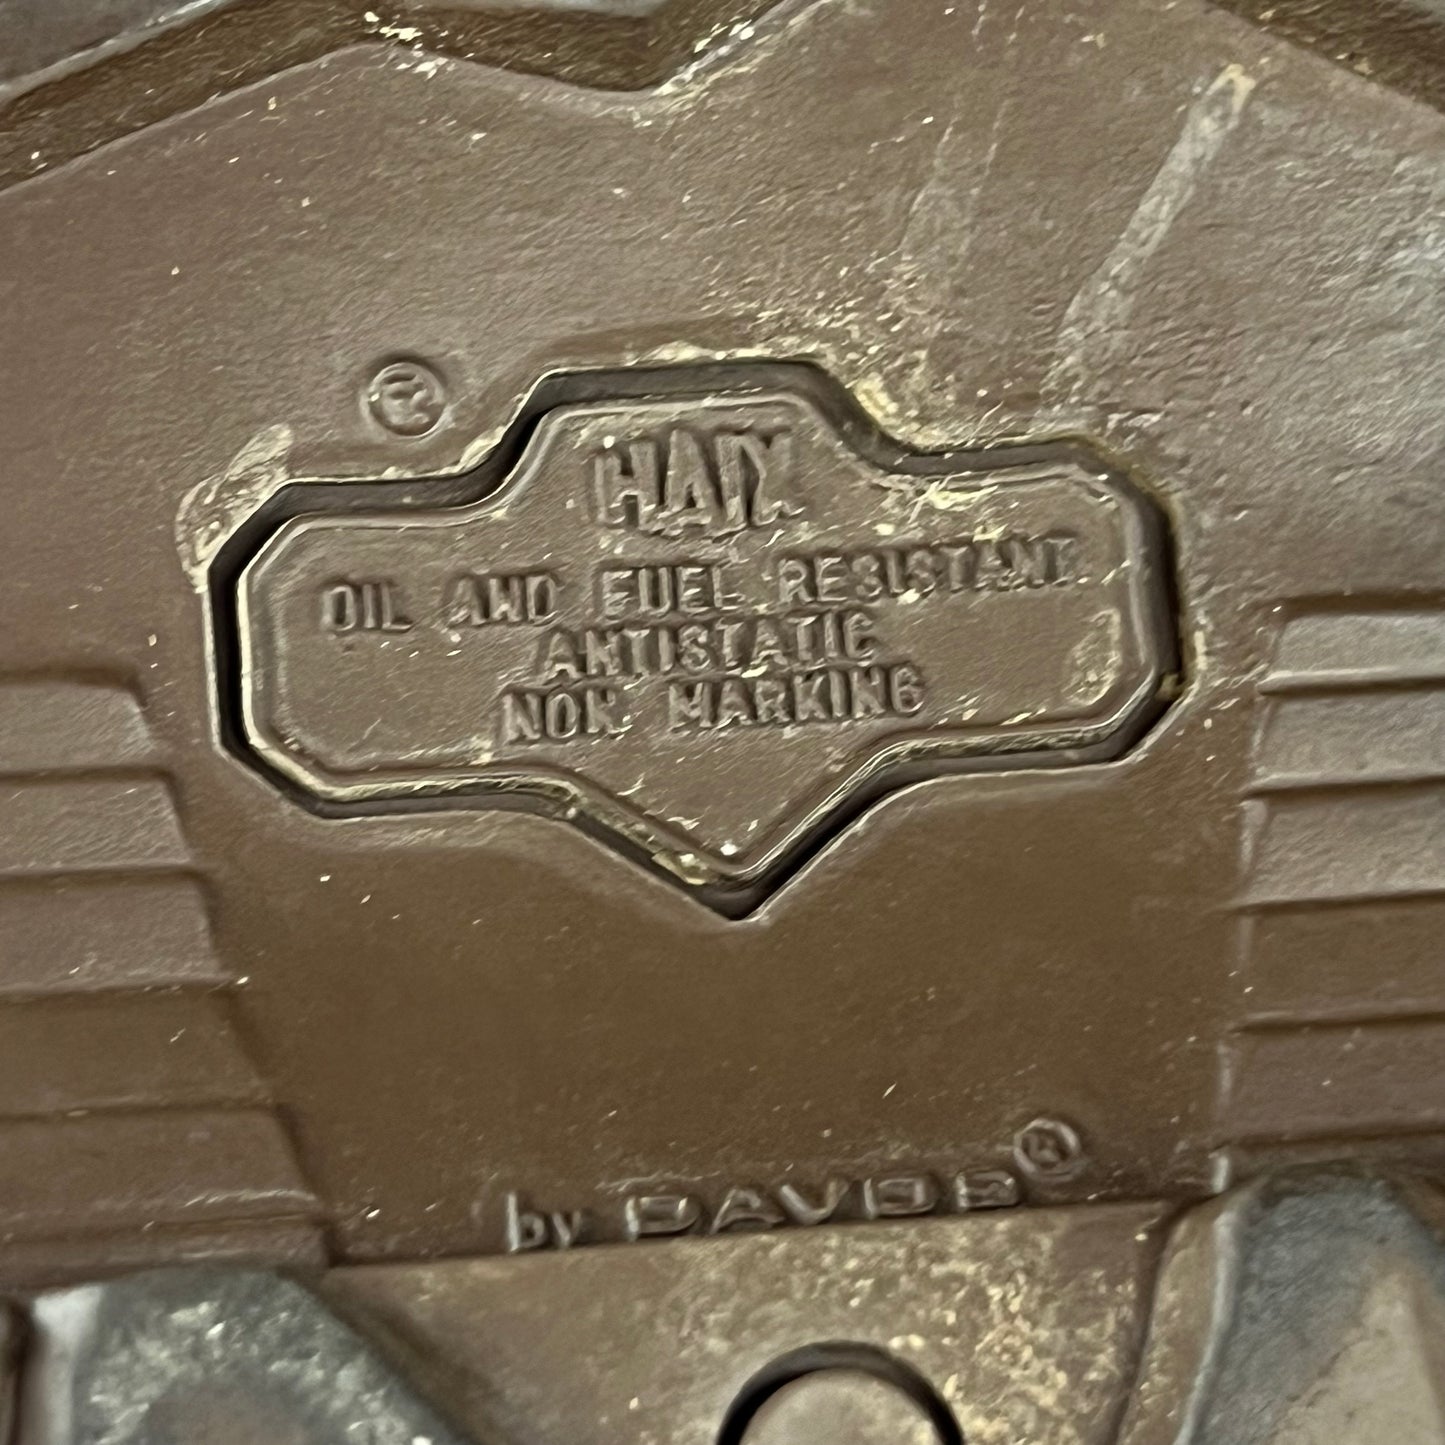 ®
HAIX
OIL AND FUEL RESISTANT
ANTISTATIC
NON MARKING
by DAVOS®